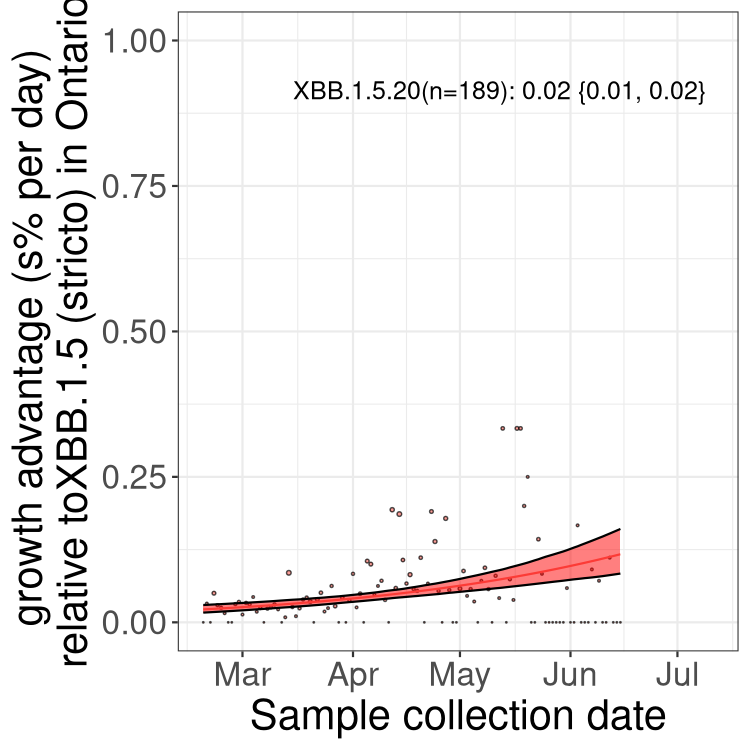 growth advantage (s% per day)
relative toXBB.1.5 (stricto) in Ontario
1.00
XBB.1.5.20(n=189): 0.02 {0.01, 0.02}
0.75
0.50
0.25
0.00
Mar Apr May Jun Jul
Sample collection date